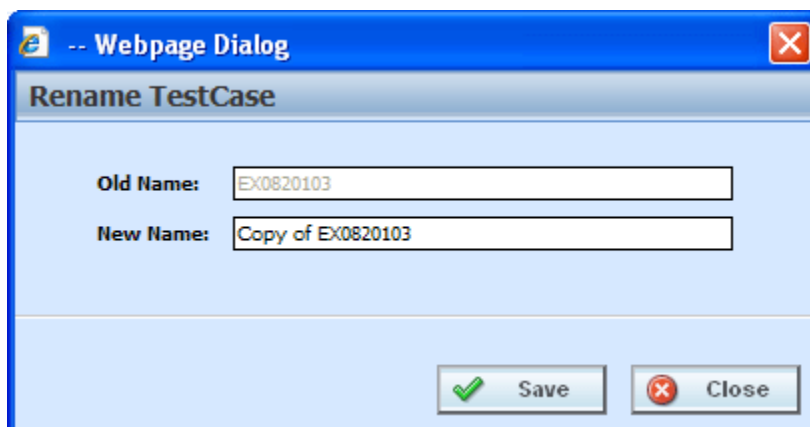 -- Webpage Dialog
Rename TestCase
Old Name: EX0820103
New Name: Copy of EX0820103
Save Close